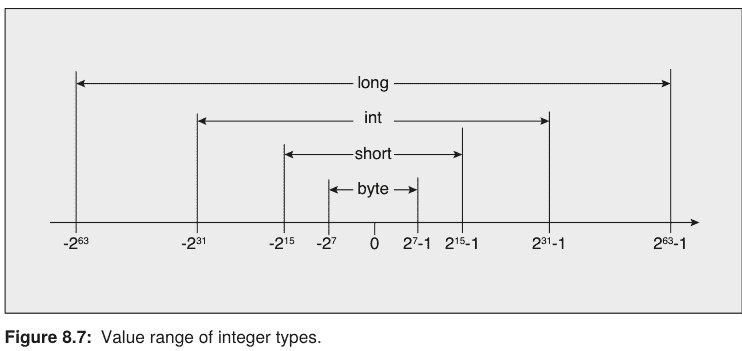 long
int
short
byte
-2⁶³ -2³¹ -2¹⁵ -2⁷ 0 2⁷-1 2¹⁵-1 2³¹-1 2⁶³-1
Figure 8.7: Value range of integer types.